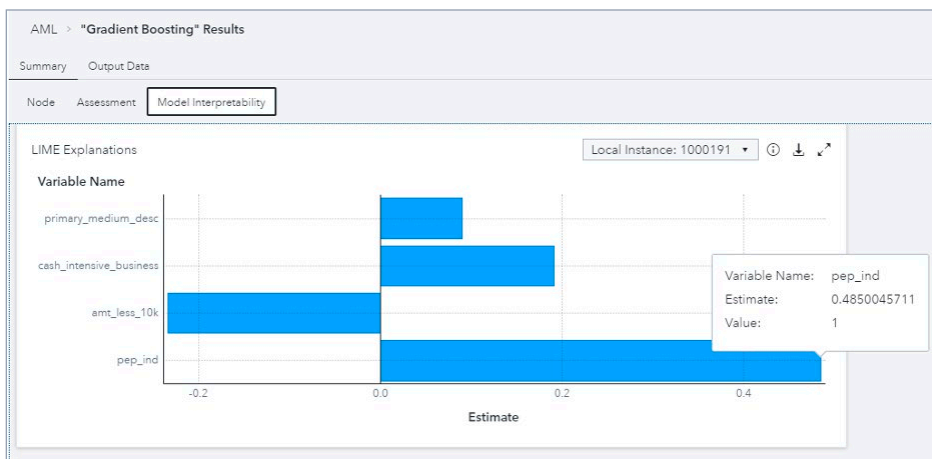 AML > "Gradient Boosting" Results
Summary Output Data
Node Assessment Model Interpretability
LIME Explanations
Local Instance: 1000191
Variable Name
primary_medium_desc
cash_intensive_business
amt_less_10k
pep_ind
Variable Name: pep_ind
Estimate: 0.4850045711
Value: 1
-0.2 0.0 0.2 0.4
Estimate